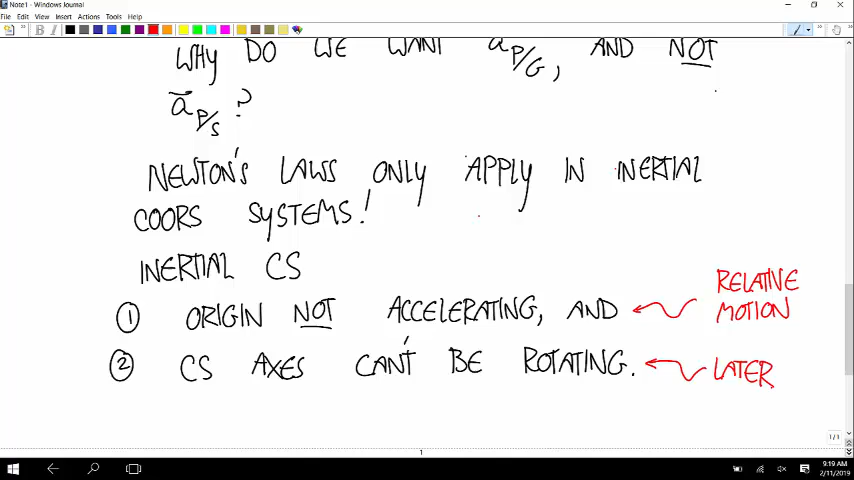 Note1 - Windows Journal
File Edit View Insert Actions Tools Help
B I
WHY DO WE WANT a̅P/G, AND NOT
a̅P/S ?
NEWTON'S LAWS ONLY APPLY IN INERTIAL
COORS SYSTEMS!
INERTIAL CS
① ORIGIN NOT ACCELERATING, AND
RELATIVE
MOTION
② CS AXES CAN'T BE ROTATING.
LATER
1/1
1
9:19 AM
2/11/2019